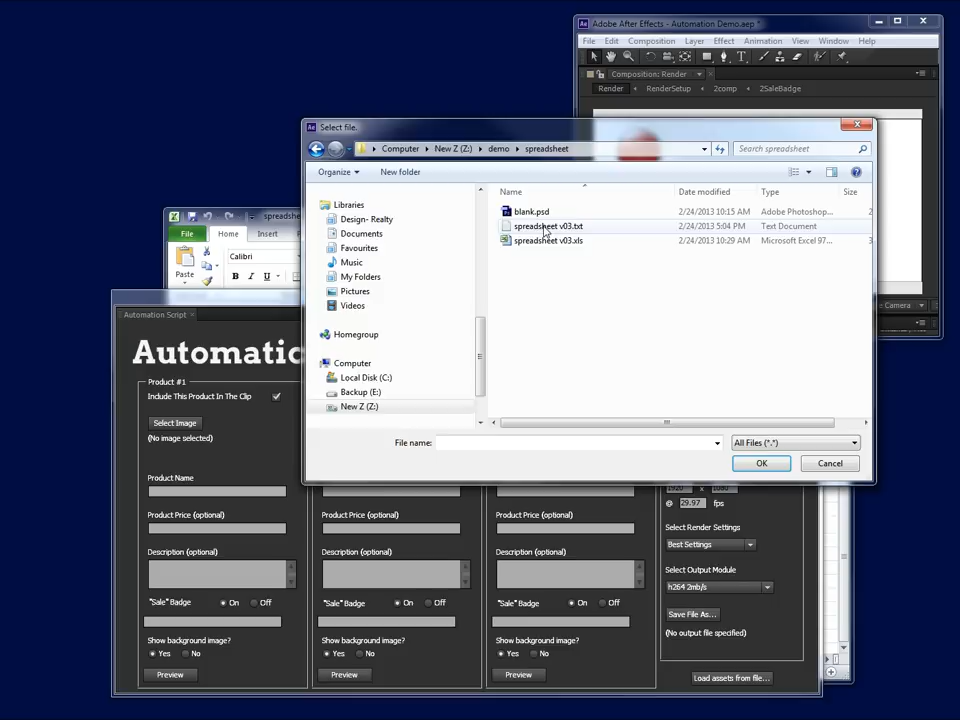 Adobe After Effects - Automation Demo.aep *
File Edit Composition Layer Effect Animation View Window Help
Composition: Render
Render RenderSetup 2comp 2SaleBadge
Select file.
Computer New Z (Z:) demo spreadsheet
Search spreadsheet
Organize New folder
Name Date modified Type Size
Libraries
Design- Realty
Documents
Favourites
Music
My Folders
Pictures
Videos
Homegroup
Computer
Local Disk (C:)
Backup (E:)
New Z (Z:)
blank.psd 2/24/2013 10:15 AM Adobe Photoshop... 2
spreadsheet v03.txt 2/24/2013 5:04 PM Text Document
spreadsheet v03.xls 2/24/2013 10:29 AM Microsoft Excel 97... 3
File name: All Files (*.*)
OK Cancel
Camera
File Home Insert
Paste
Calibri
B I U
Automation Script
Automatic
Product #1
Include This Product In The Clip
Select Image
(No image selected)
Product Name
Product Price (optional) Product Price (optional) Product Price (optional)
Description (optional) Description (optional) Description (optional)
"Sale" Badge On Off "Sale" Badge On Off "Sale" Badge On Off
Show background image? Show background image? Show background image?
Yes No Yes No Yes No
Preview Preview Preview
x
@ 29.97 fps
Select Render Settings
Best Settings
Select Output Module
h264 2mb/s
Save File As...
(No output file specified)
Load assets from file...